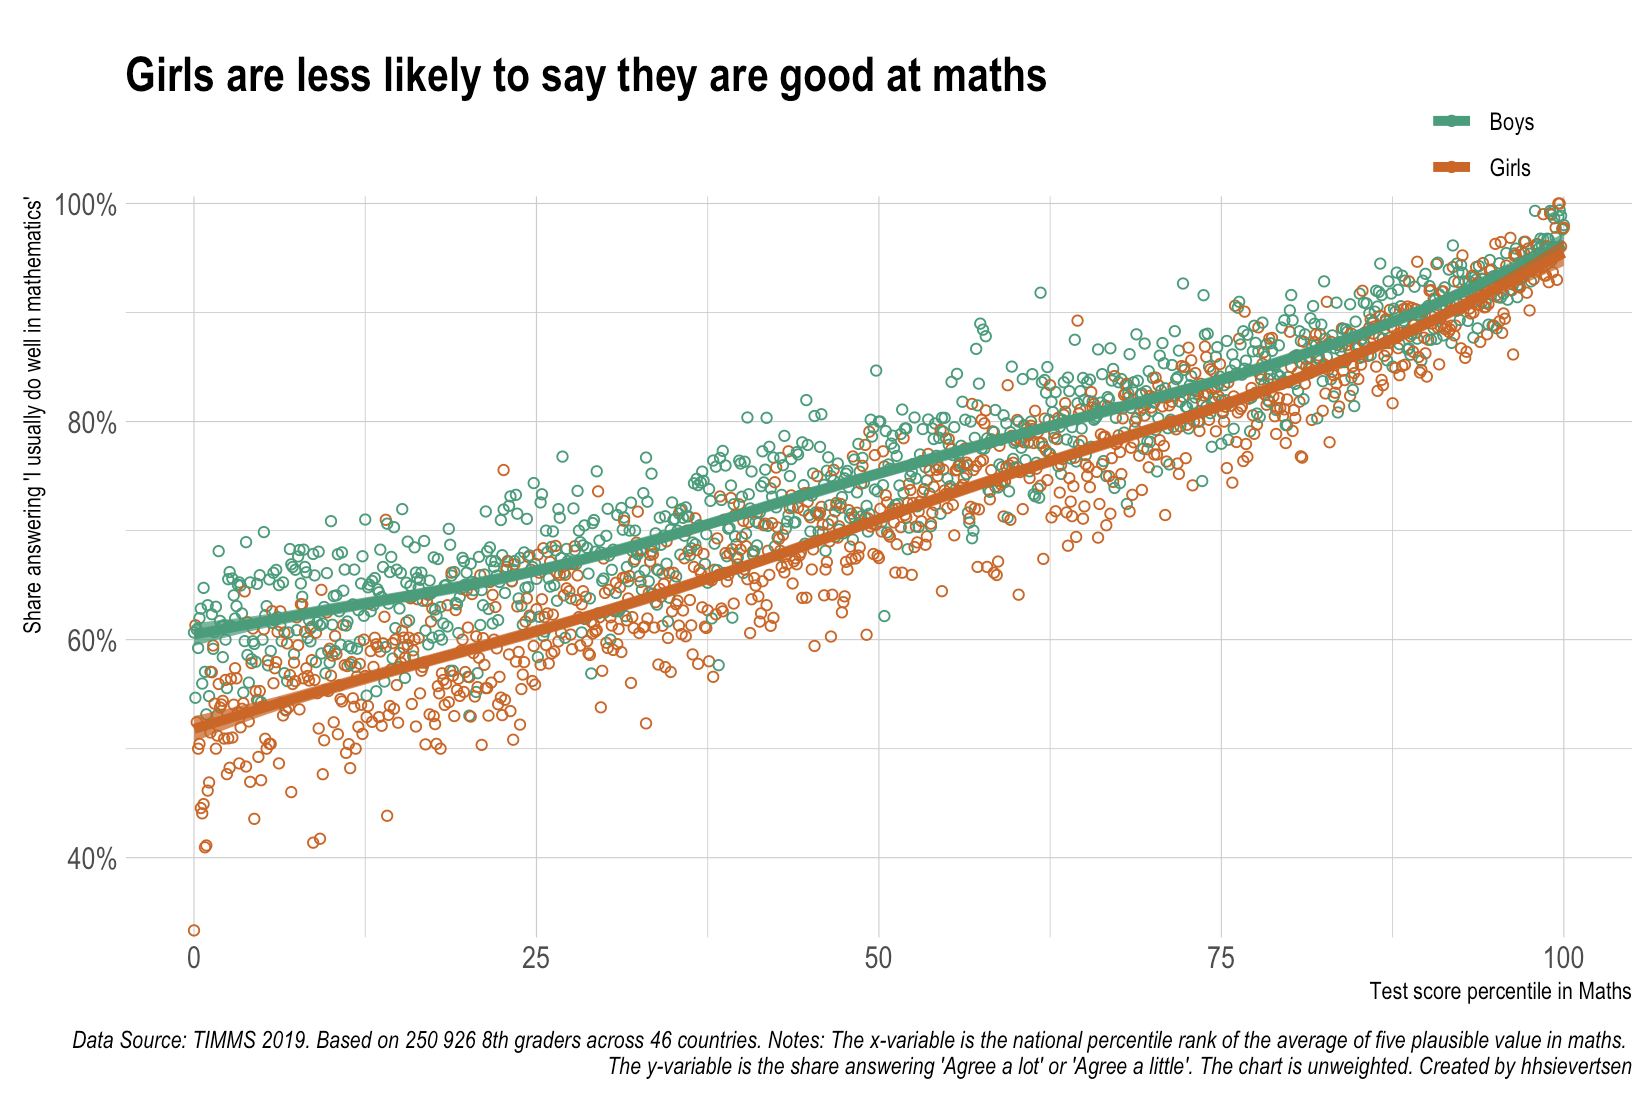 Girls are less likely to say they are good at maths
Boys
Girls
Share answering 'I usually do well in mathematics'
100%
80%
60%
40%
0
25
50
75
100
Test score percentile in Maths
Data Source: TIMMS 2019. Based on 250 926 8th graders across 46 countries. Notes: The x-variable is the national percentile rank of the average of five plausible value in maths.
The y-variable is the share answering 'Agree a lot' or 'Agree a little'. The chart is unweighted. Created by hhsievertsen